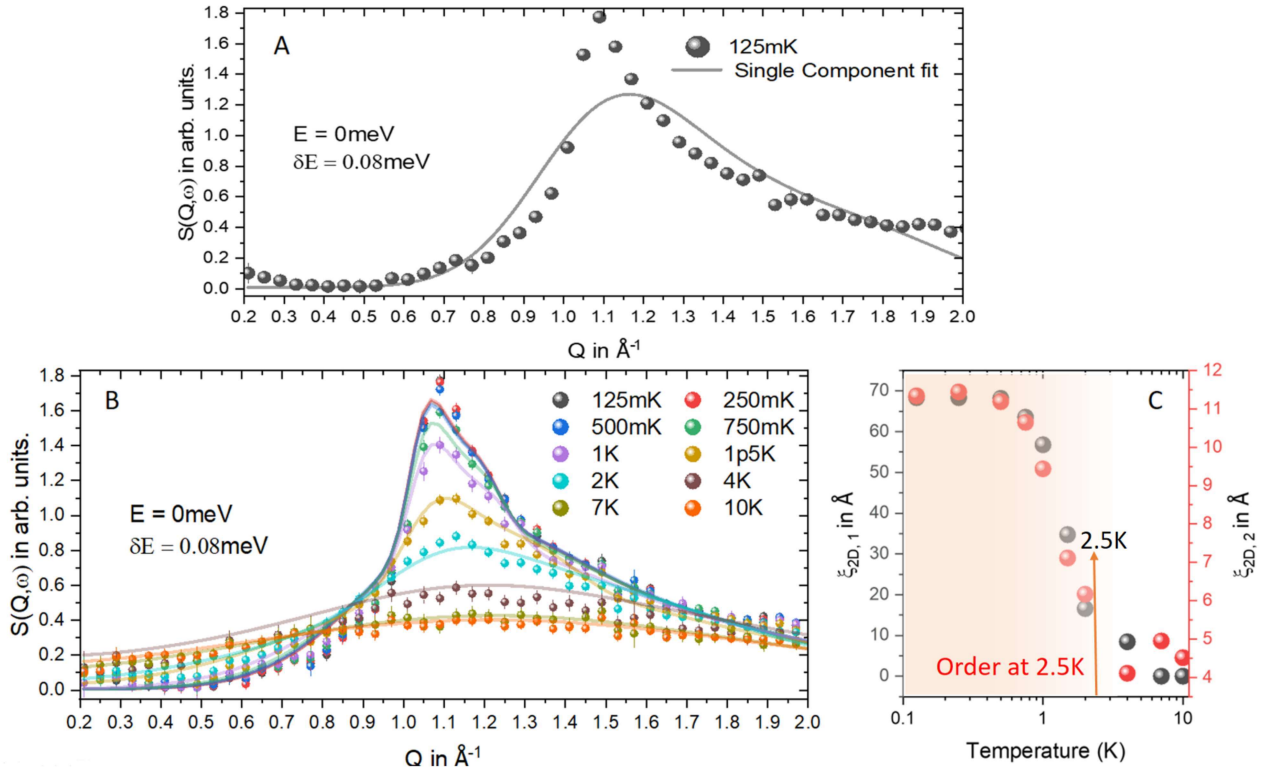 A
125mK
Single Component fit
E = 0meV
δE = 0.08meV
S(Q,ω) in arb. units.
1.8
1.6
1.4
1.2
1.0
0.8
0.6
0.4
0.2
0.0
0.2 0.3 0.4 0.5 0.6 0.7 0.8 0.9 1.0 1.1 1.2 1.3 1.4 1.5 1.6 1.7 1.8 1.9 2.0
Q in Å-1
B
125mK 250mK
500mK 750mK
1K 1p5K
2K 4K
7K 10K
E = 0meV
δE = 0.08meV
S(Q,ω) in arb. units.
1.8
1.6
1.4
1.2
1.0
0.8
0.6
0.4
0.2
0.0
0.2 0.3 0.4 0.5 0.6 0.7 0.8 0.9 1.0 1.1 1.2 1.3 1.4 1.5 1.6 1.7 1.8 1.9 2.0
Q in Å-1
C
2.5K
Order at 2.5K
ξ2D, 1 in Å
70
60
50
40
30
20
10
0
ξ2D, 2 in Å
12
11
10
9
8
7
6
5
4
0.1 1 10
Temperature (K)